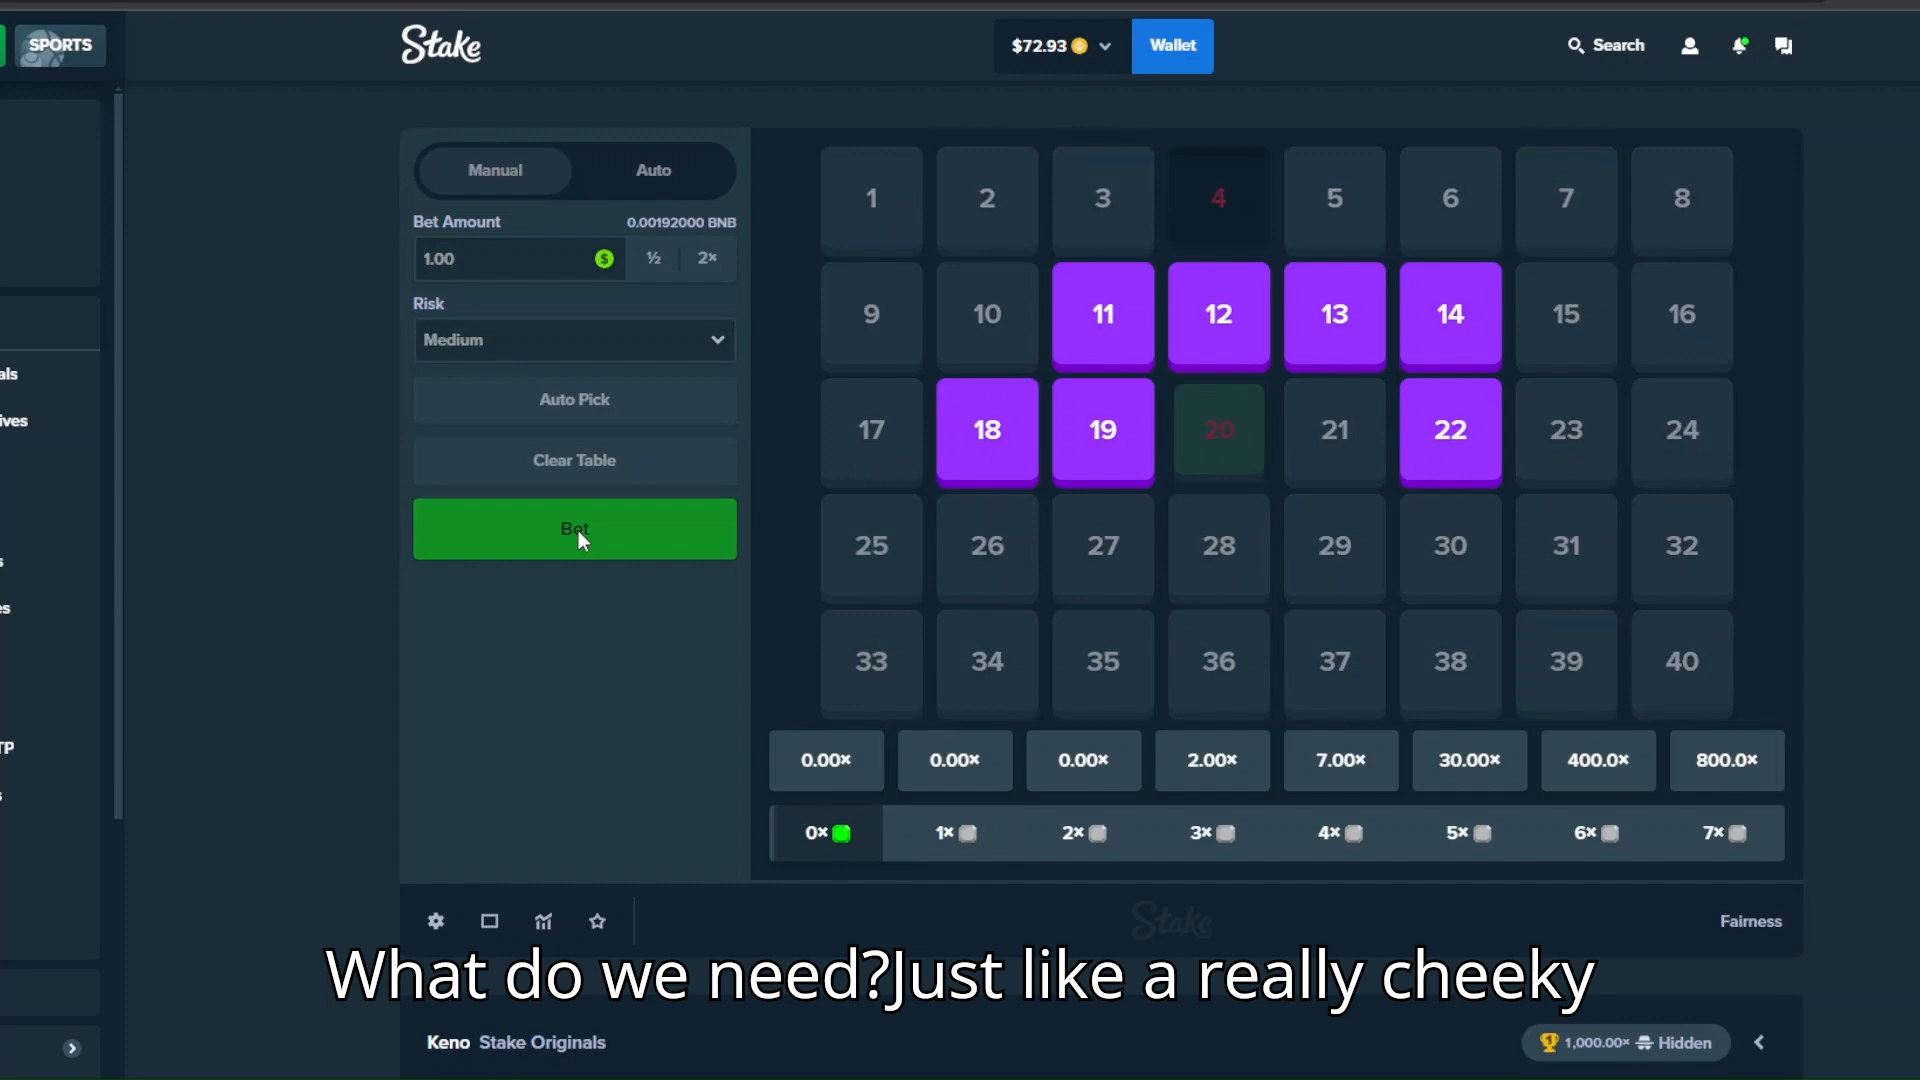 SPORTS
Stake
$72.93
Wallet
Search
Manual
Auto
Bet Amount
0.00192000 BNB
1.00
½
2×
Risk
Medium
Auto Pick
Clear Table
Bet
1 2 3 4 5 6 7 8
9 10 11 12 13 14 15 16
17 18 19 20 21 22 23 24
25 26 27 28 29 30 31 32
33 34 35 36 37 38 39 40
0.00× 0.00× 0.00× 2.00× 7.00× 30.00× 400.0× 800.0×
0× 1× 2× 3× 4× 5× 6× 7×
als
ives
s
es
TP
s
Stake
Fairness
What do we need?Just like a really cheeky
Keno Stake Originals
1,000.00× Hidden